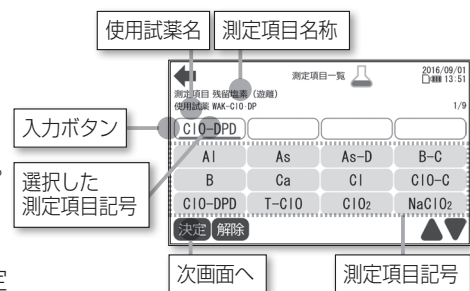 使用試薬名 測定項目名称
測定項目一覧 2016/09/01
13:51
測定項目 残留塩素 (遊離)
使用試薬 WAK-ClO·DP 1/9
入力ボタン
ClO-DPD
Al As As-D B-C
。
選択した
測定項目記号
B Ca Cl ClO-C
ClO-DPD T-ClO ClO₂ NaClO₂
決定 解除
次画面へ 測定項目記号
定